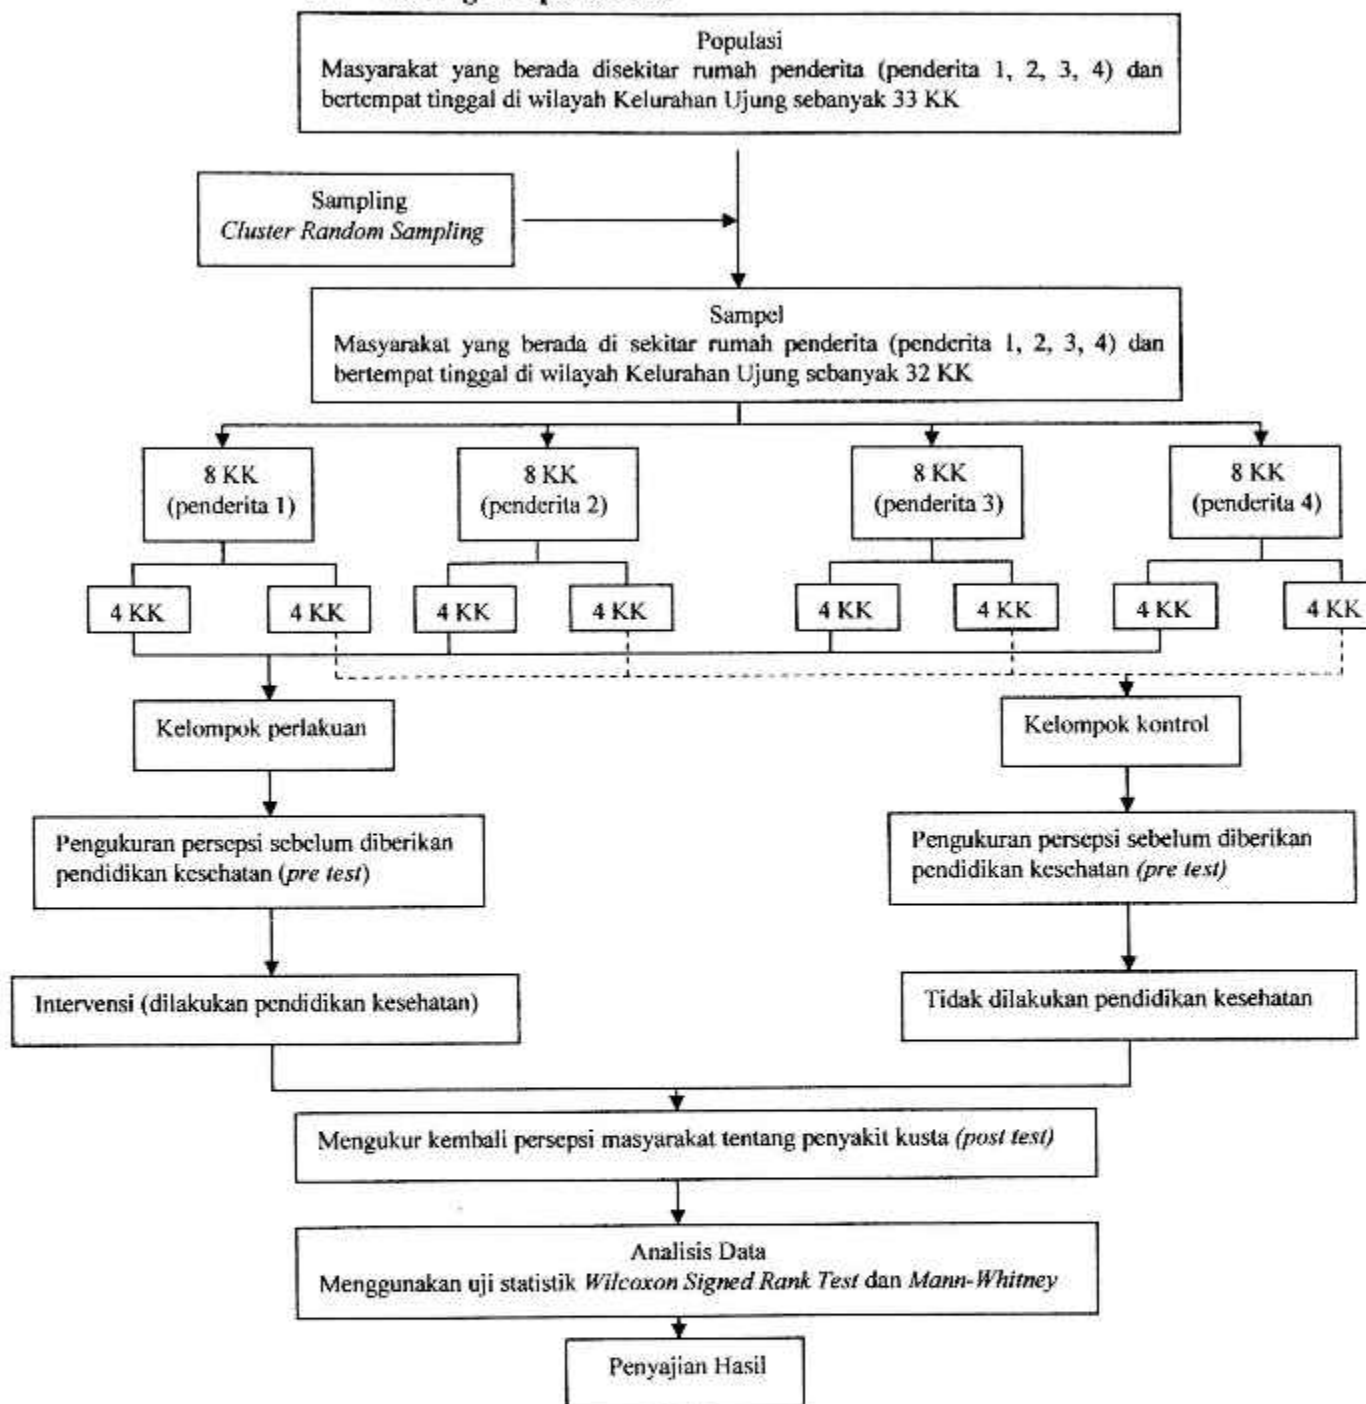 Populasi
Masyarakat yang berada disekitar rumah penderita (penderita 1, 2, 3, 4) dan
bertempat tinggal di wilayah Kelurahan Ujung sebanyak 33 KK
Sampling
Cluster Random Sampling
Sampel
Masyarakat yang berada di sekitar rumah penderita (penderita 1, 2, 3, 4) dan
bertempat tinggal di wilayah Kelurahan Ujung sebanyak 32 KK
8 KK
(penderita 1)
8 KK
(penderita 2)
8 KK
(penderita 3)
8 KK
(penderita 4)
4 KK
4 KK
4 KK
4 KK
4 KK
4 KK
4 KK
4 KK
Kelompok perlakuan
Kelompok kontrol
Pengukuran persepsi sebelum diberikan
pendidikan kesehatan (pre test)
Pengukuran persepsi sebelum diberikan
pendidikan kesehatan (pre test)
Intervensi (dilakukan pendidikan kesehatan)
Tidak dilakukan pendidikan kesehatan
Mengukur kembali persepsi masyarakat tentang penyakit kusta (post test)
Analisis Data
Menggunakan uji statistik Wilcoxon Signed Rank Test dan Mann-Whitney
Penyajian Hasil